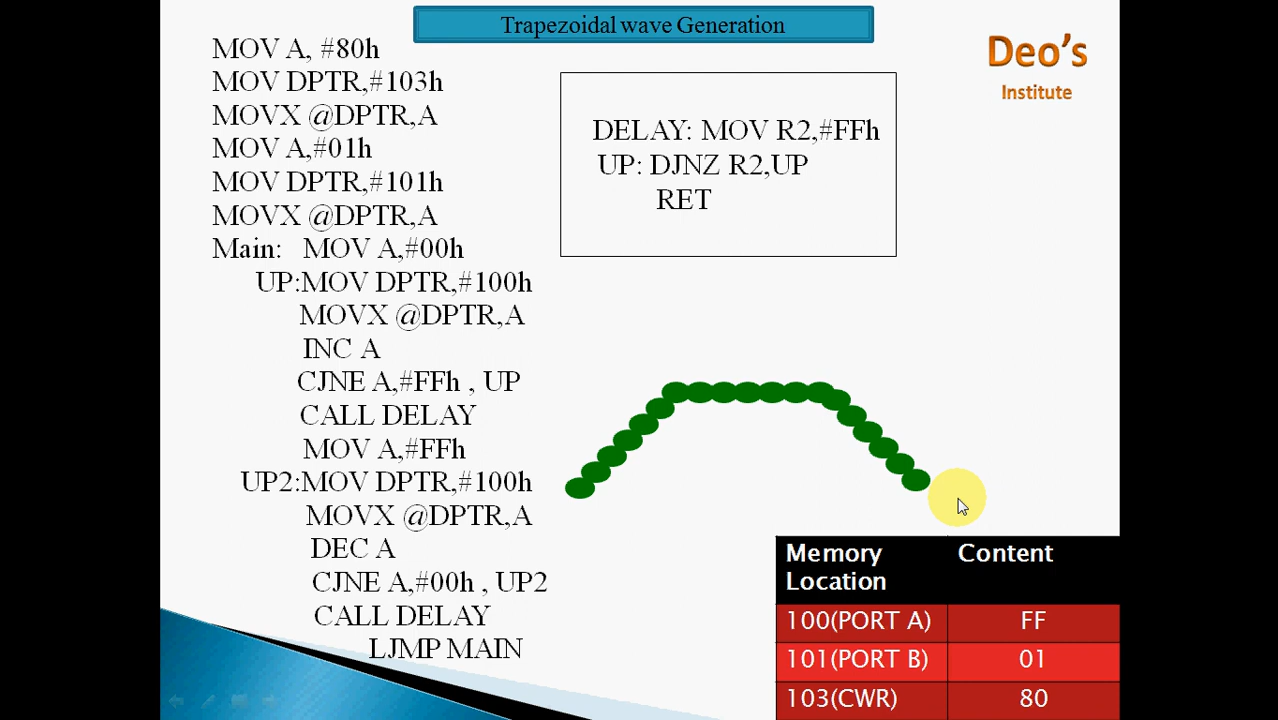 Trapezoidal wave Generation
Deo's
Institute
MOV A, #80h
MOV DPTR,#103h
MOVX @DPTR,A
MOV A,#01h
MOV DPTR,#101h
MOVX @DPTR,A
Main: MOV A,#00h
UP:MOV DPTR,#100h
MOVX @DPTR,A
INC A
CJNE A,#FFh , UP
CALL DELAY
MOV A,#FFh
UP2:MOV DPTR,#100h
MOVX @DPTR,A
DEC A
CJNE A,#00h , UP2
CALL DELAY
LJMP MAIN
DELAY: MOV R2,#FFh
UP: DJNZ R2,UP
RET
Memory Location Content
100(PORT A) FF
101(PORT B) 01
103(CWR) 80